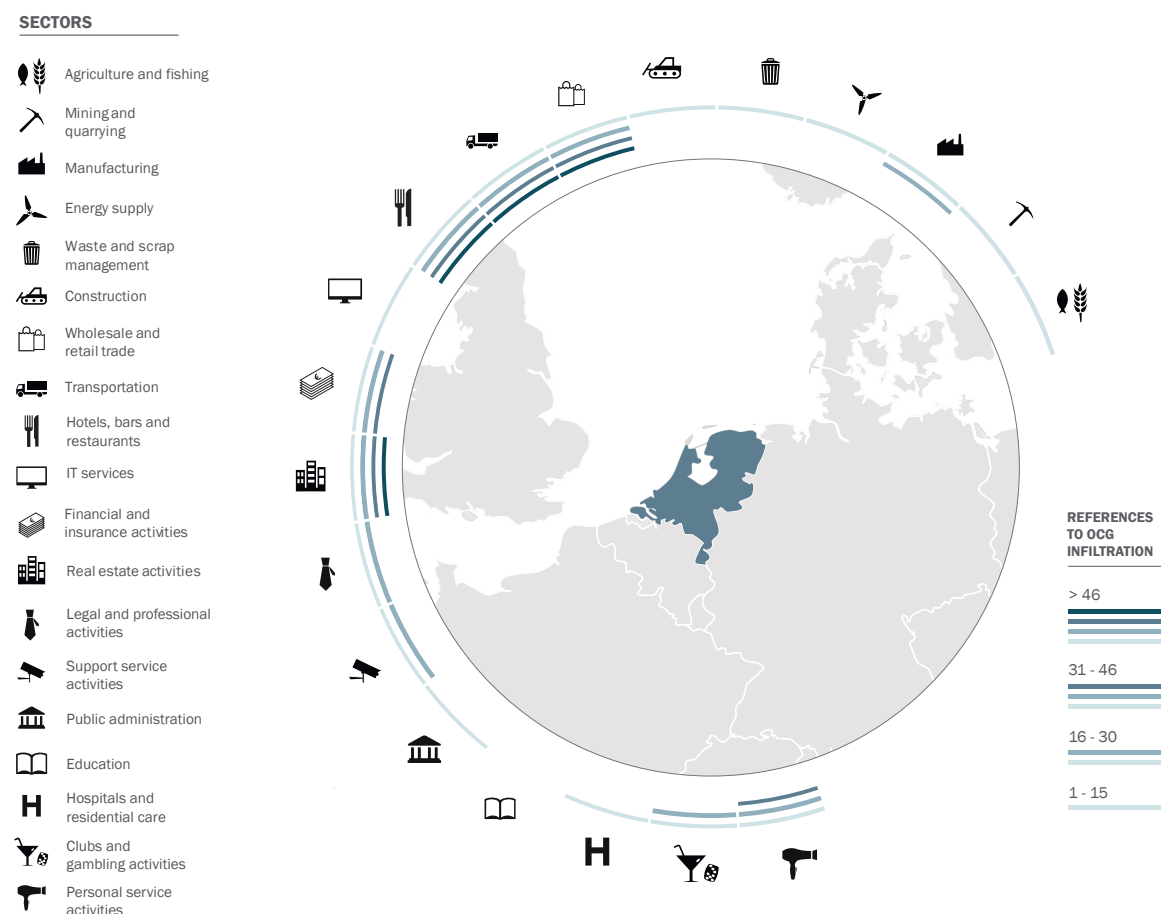 SECTORS
Agriculture and fishing
Mining and
quarrying
Manufacturing
Energy supply
Waste and scrap
management
Construction
Wholesale and
retail trade
Transportation
Hotels, bars and
restaurants
IT services
Financial and
insurance activities
Real estate activities
Legal and professional
activities
Support service
activities
Public administration
Education
H
Hospitals and
residential care
Clubs and
gambling activities
Personal service
activities
H
REFERENCES
TO OCG
INFILTRATION
> 46
31 - 46
16 - 30
1 - 15